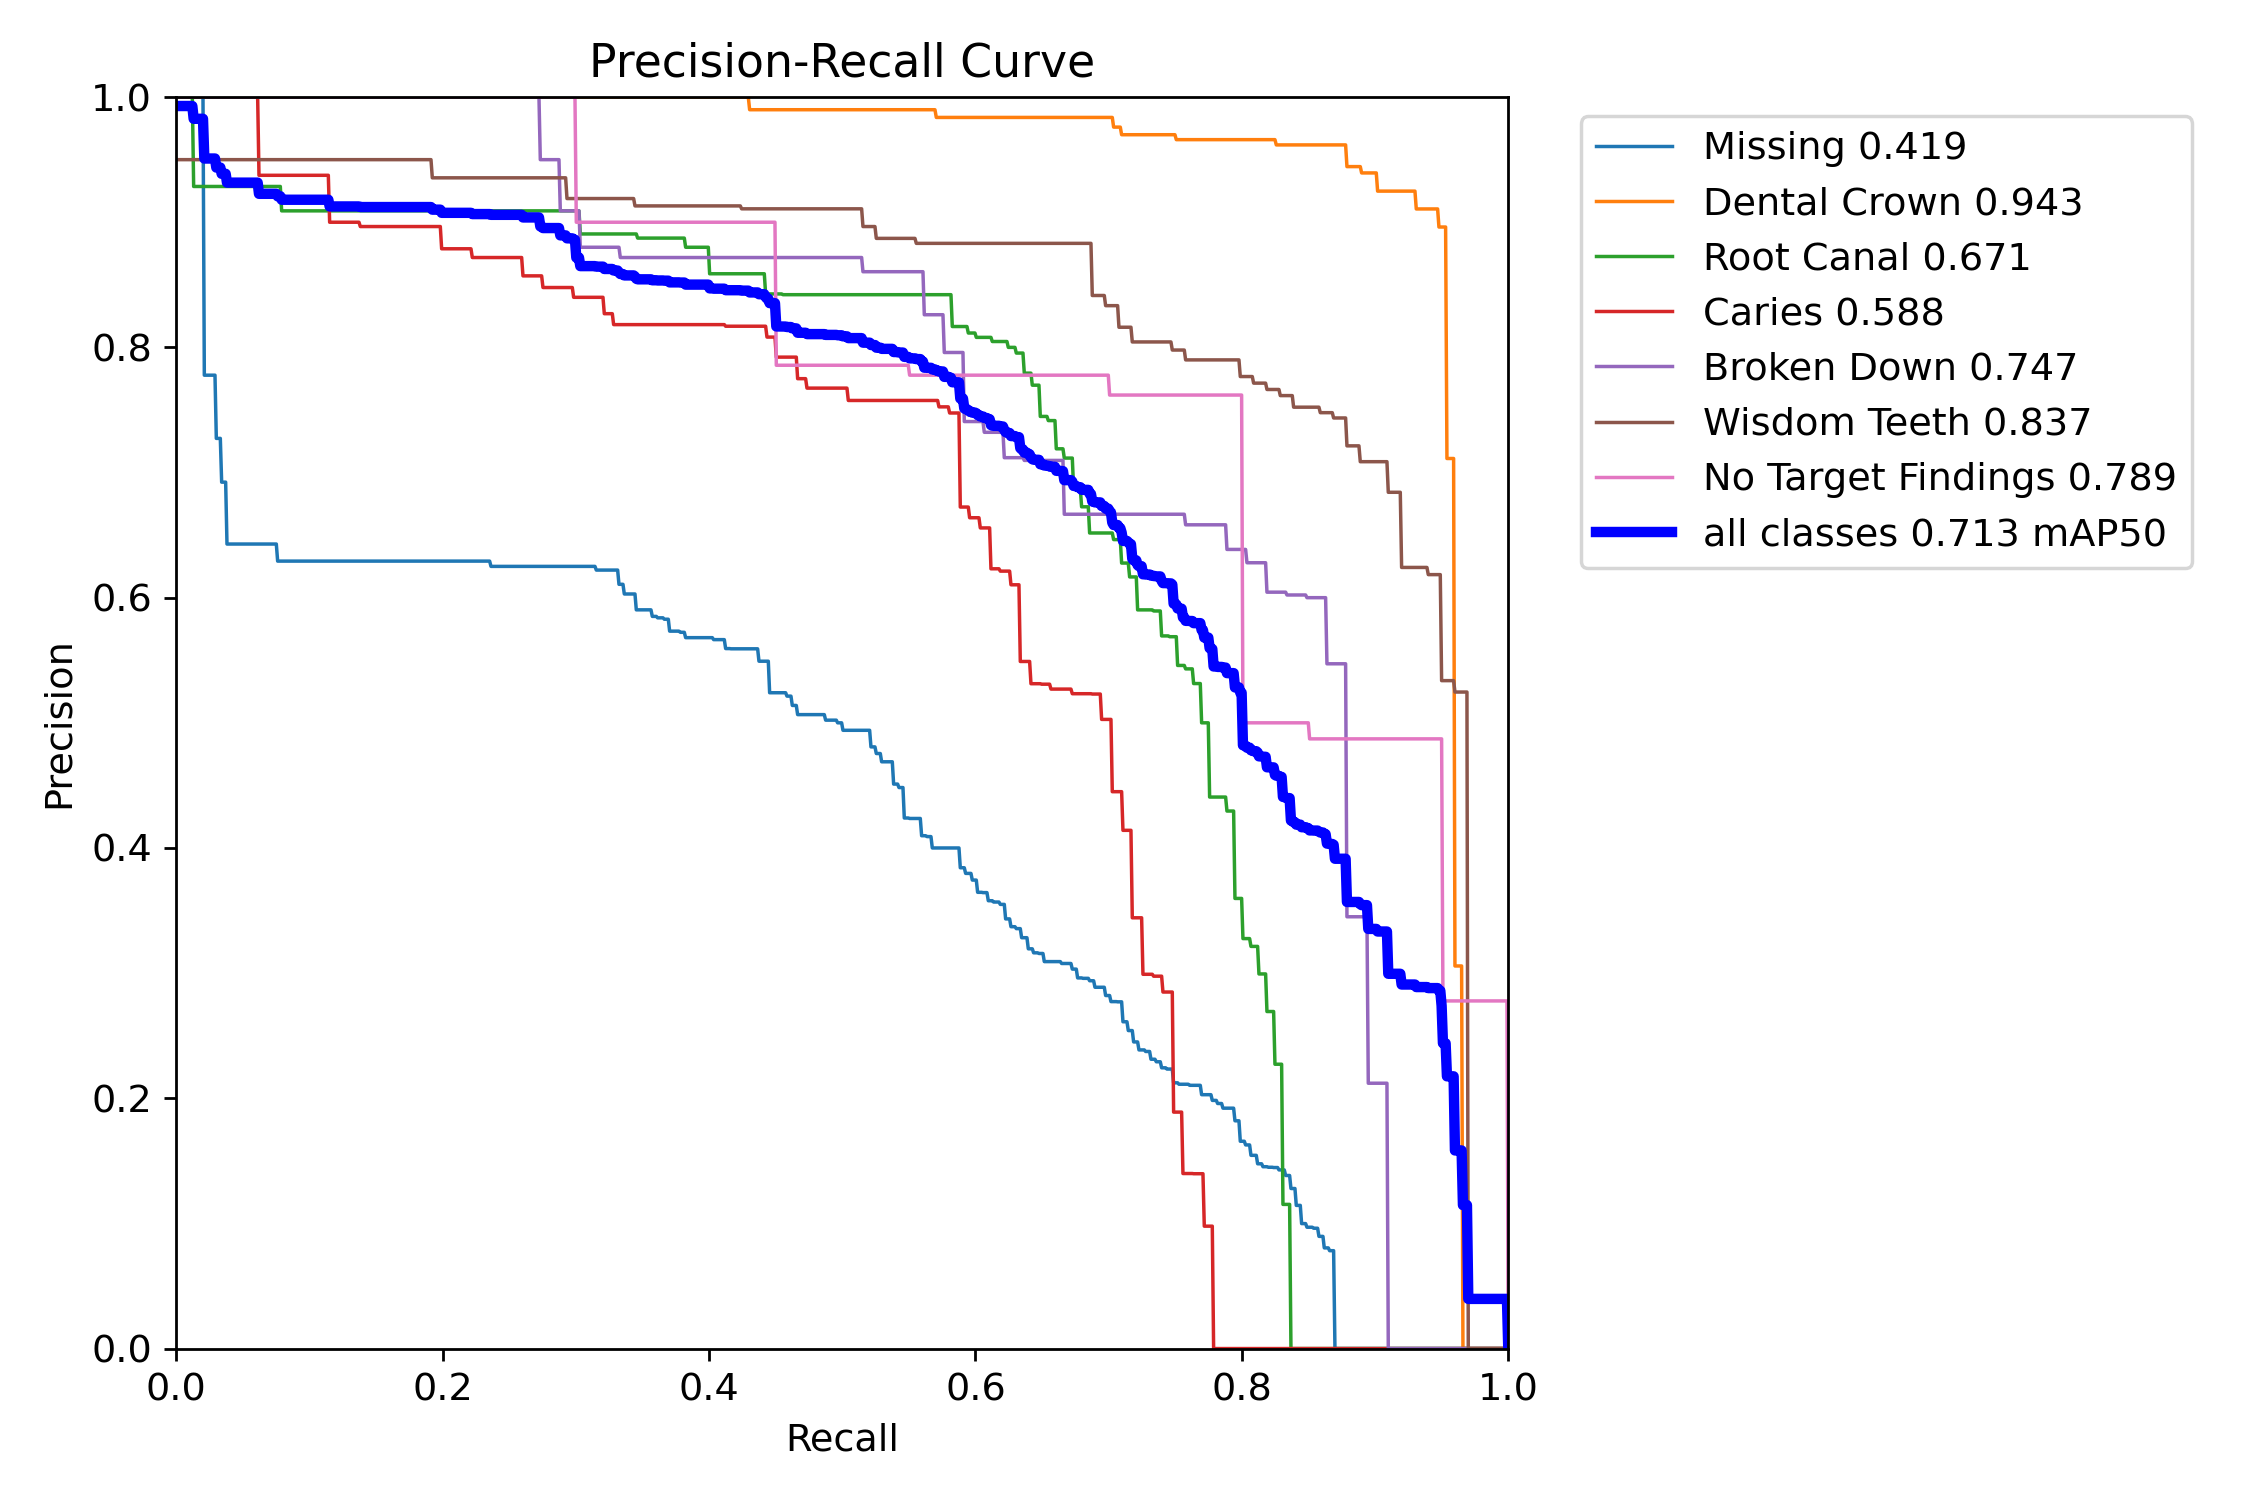 Precision-Recall Curve
1.0
0.8
0.6
0.4
0.2
0.0
Precision
0.0 0.2 0.4 0.6 0.8 1.0
Recall
Missing 0.419
Dental Crown 0.943
Root Canal 0.671
Caries 0.588
Broken Down 0.747
Wisdom Teeth 0.837
No Target Findings 0.789
all classes 0.713 mAP50